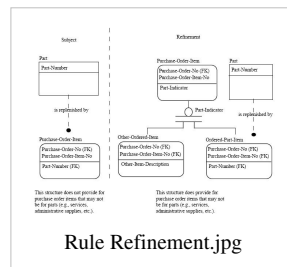 Subject
Refinement
Part
Part-Number
is replenished by
Purchase-Order-Item
Purchase-Order-No (FK)
Purchase-Order-Item-No
Part-Number (FK)
This structure does not provide for
purchase order items that may not
be for parts (e.g., services,
administrative supplies, etc.).
Purchase-Order-Item
Purchase-Order-No (FK)
Purchase-Order-Item-No
Part-Indicator
Part
Part-Number
Part-Indicator
is replenished by
Other-Ordered-Item
Purchase-Order-No (FK)
Purchase-Order-Item-No (FK)
Other-Item-Description
Ordered-Part-Item
Purchase-Order-No (FK)
Purchase-Order-Item-No (FK)
Part-Number (FK)
This structure does provide for
purchase order items that may not
be for parts (e.g., services,
administrative supplies, etc.).
Rule Refinement.jpg